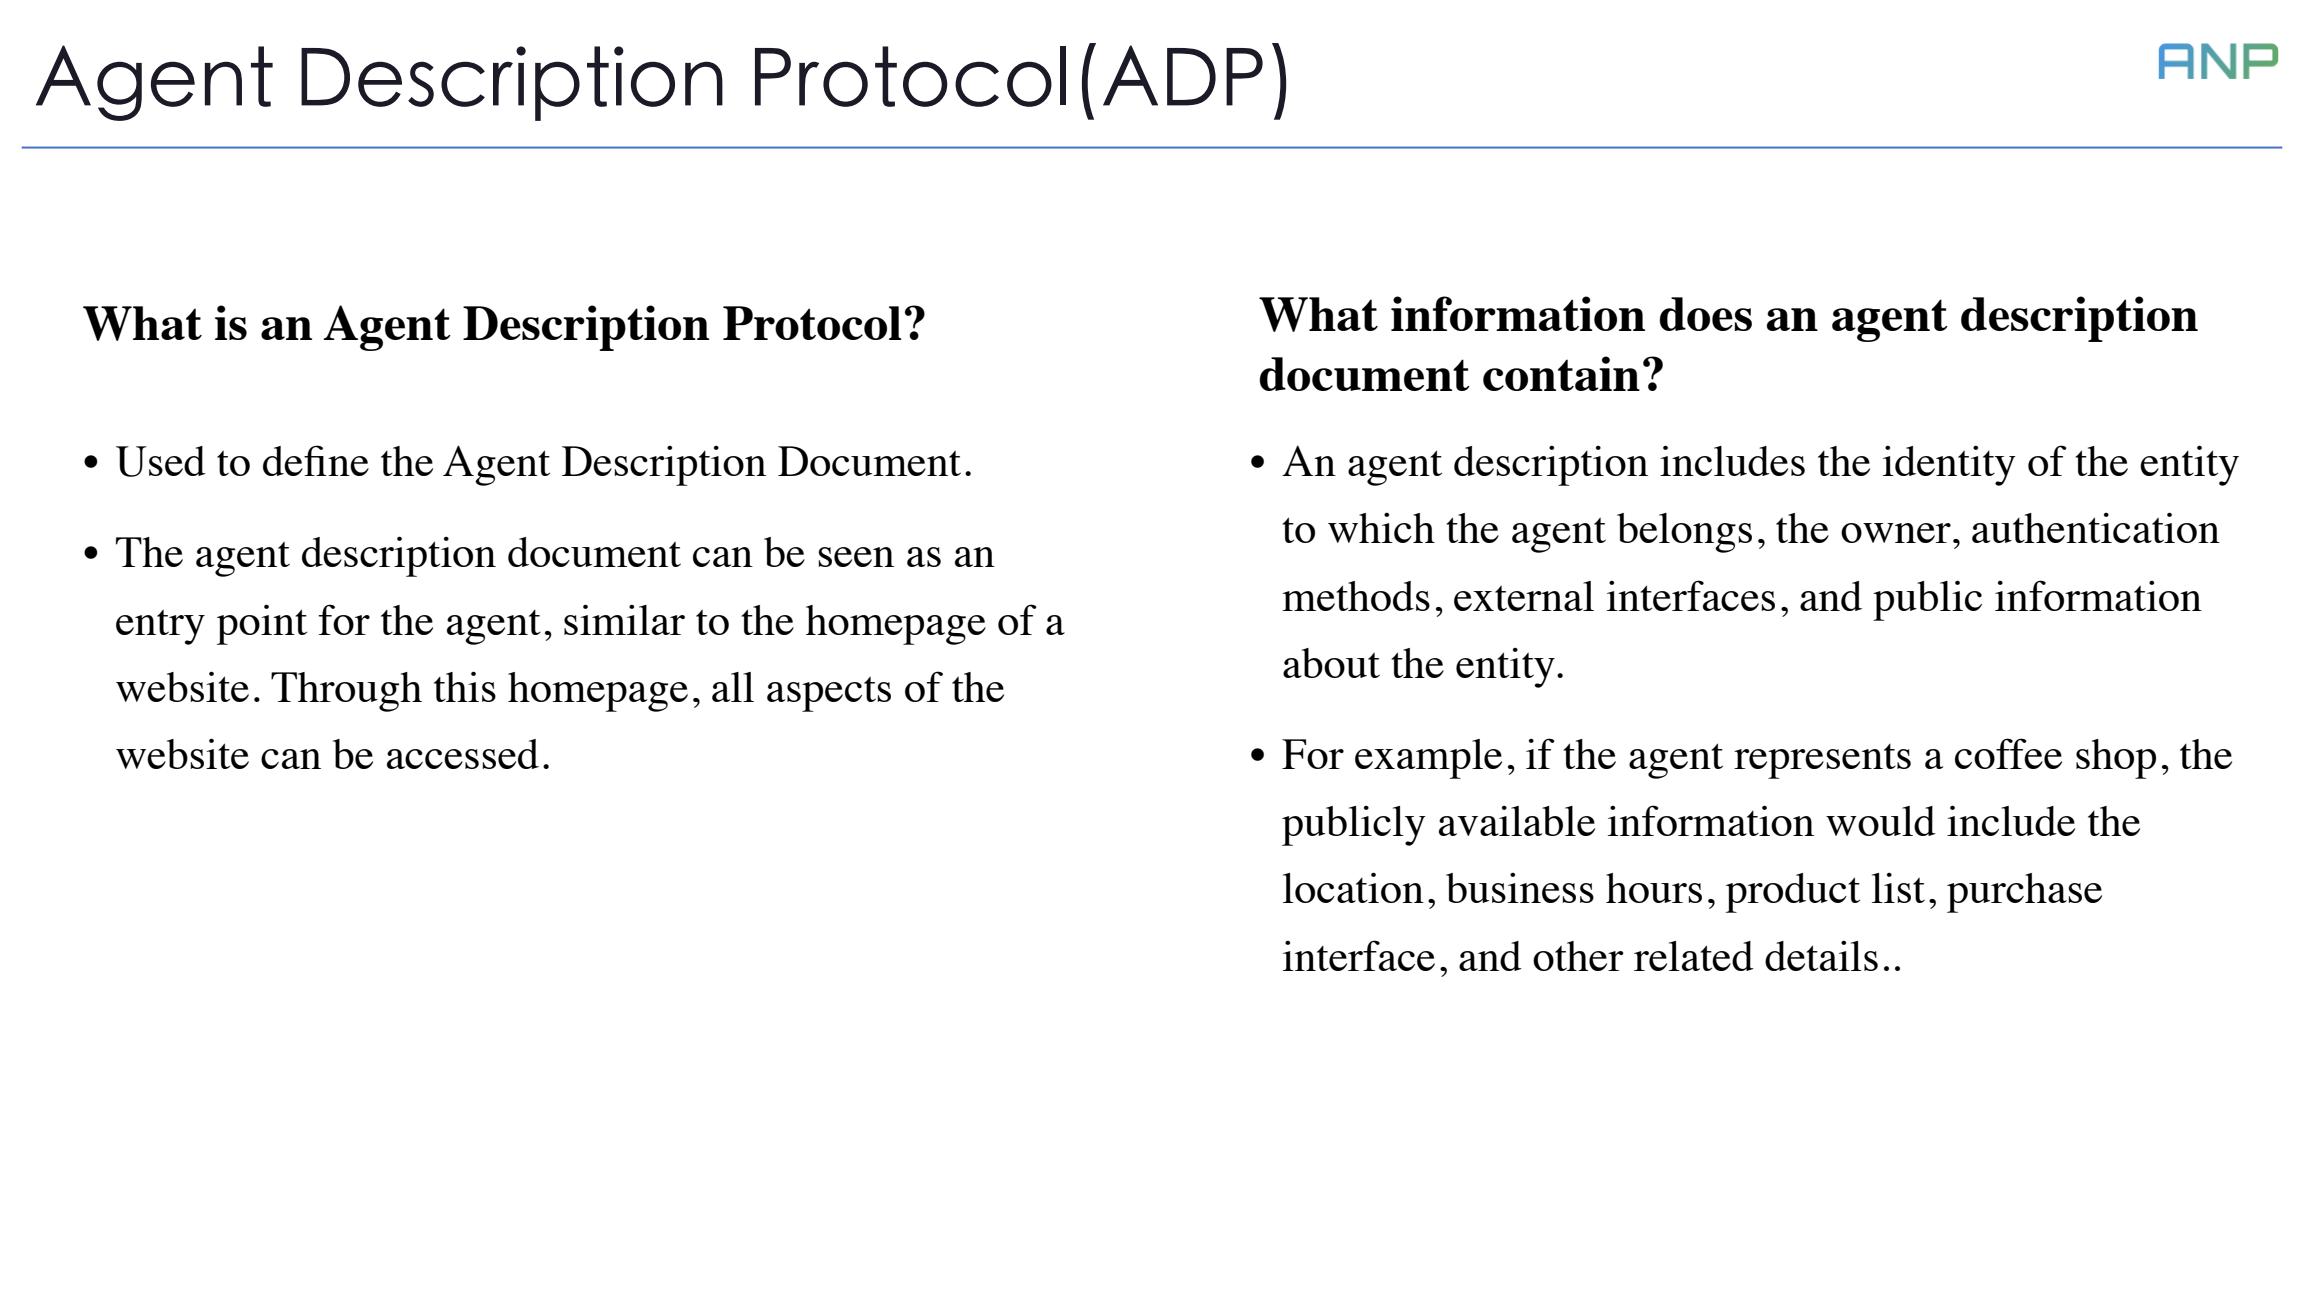 Agent Description Protocol(ADP)
ANP
What is an Agent Description Protocol?
• Used to define the Agent Description Document.
• The agent description document can be seen as an
entry point for the agent, similar to the homepage of a
website. Through this homepage, all aspects of the
website can be accessed.
What information does an agent description
document contain?
• An agent description includes the identity of the entity
to which the agent belongs, the owner, authentication
methods, external interfaces, and public information
about the entity.
• For example, if the agent represents a coffee shop, the
publicly available information would include the
location, business hours, product list, purchase
interface, and other related details..